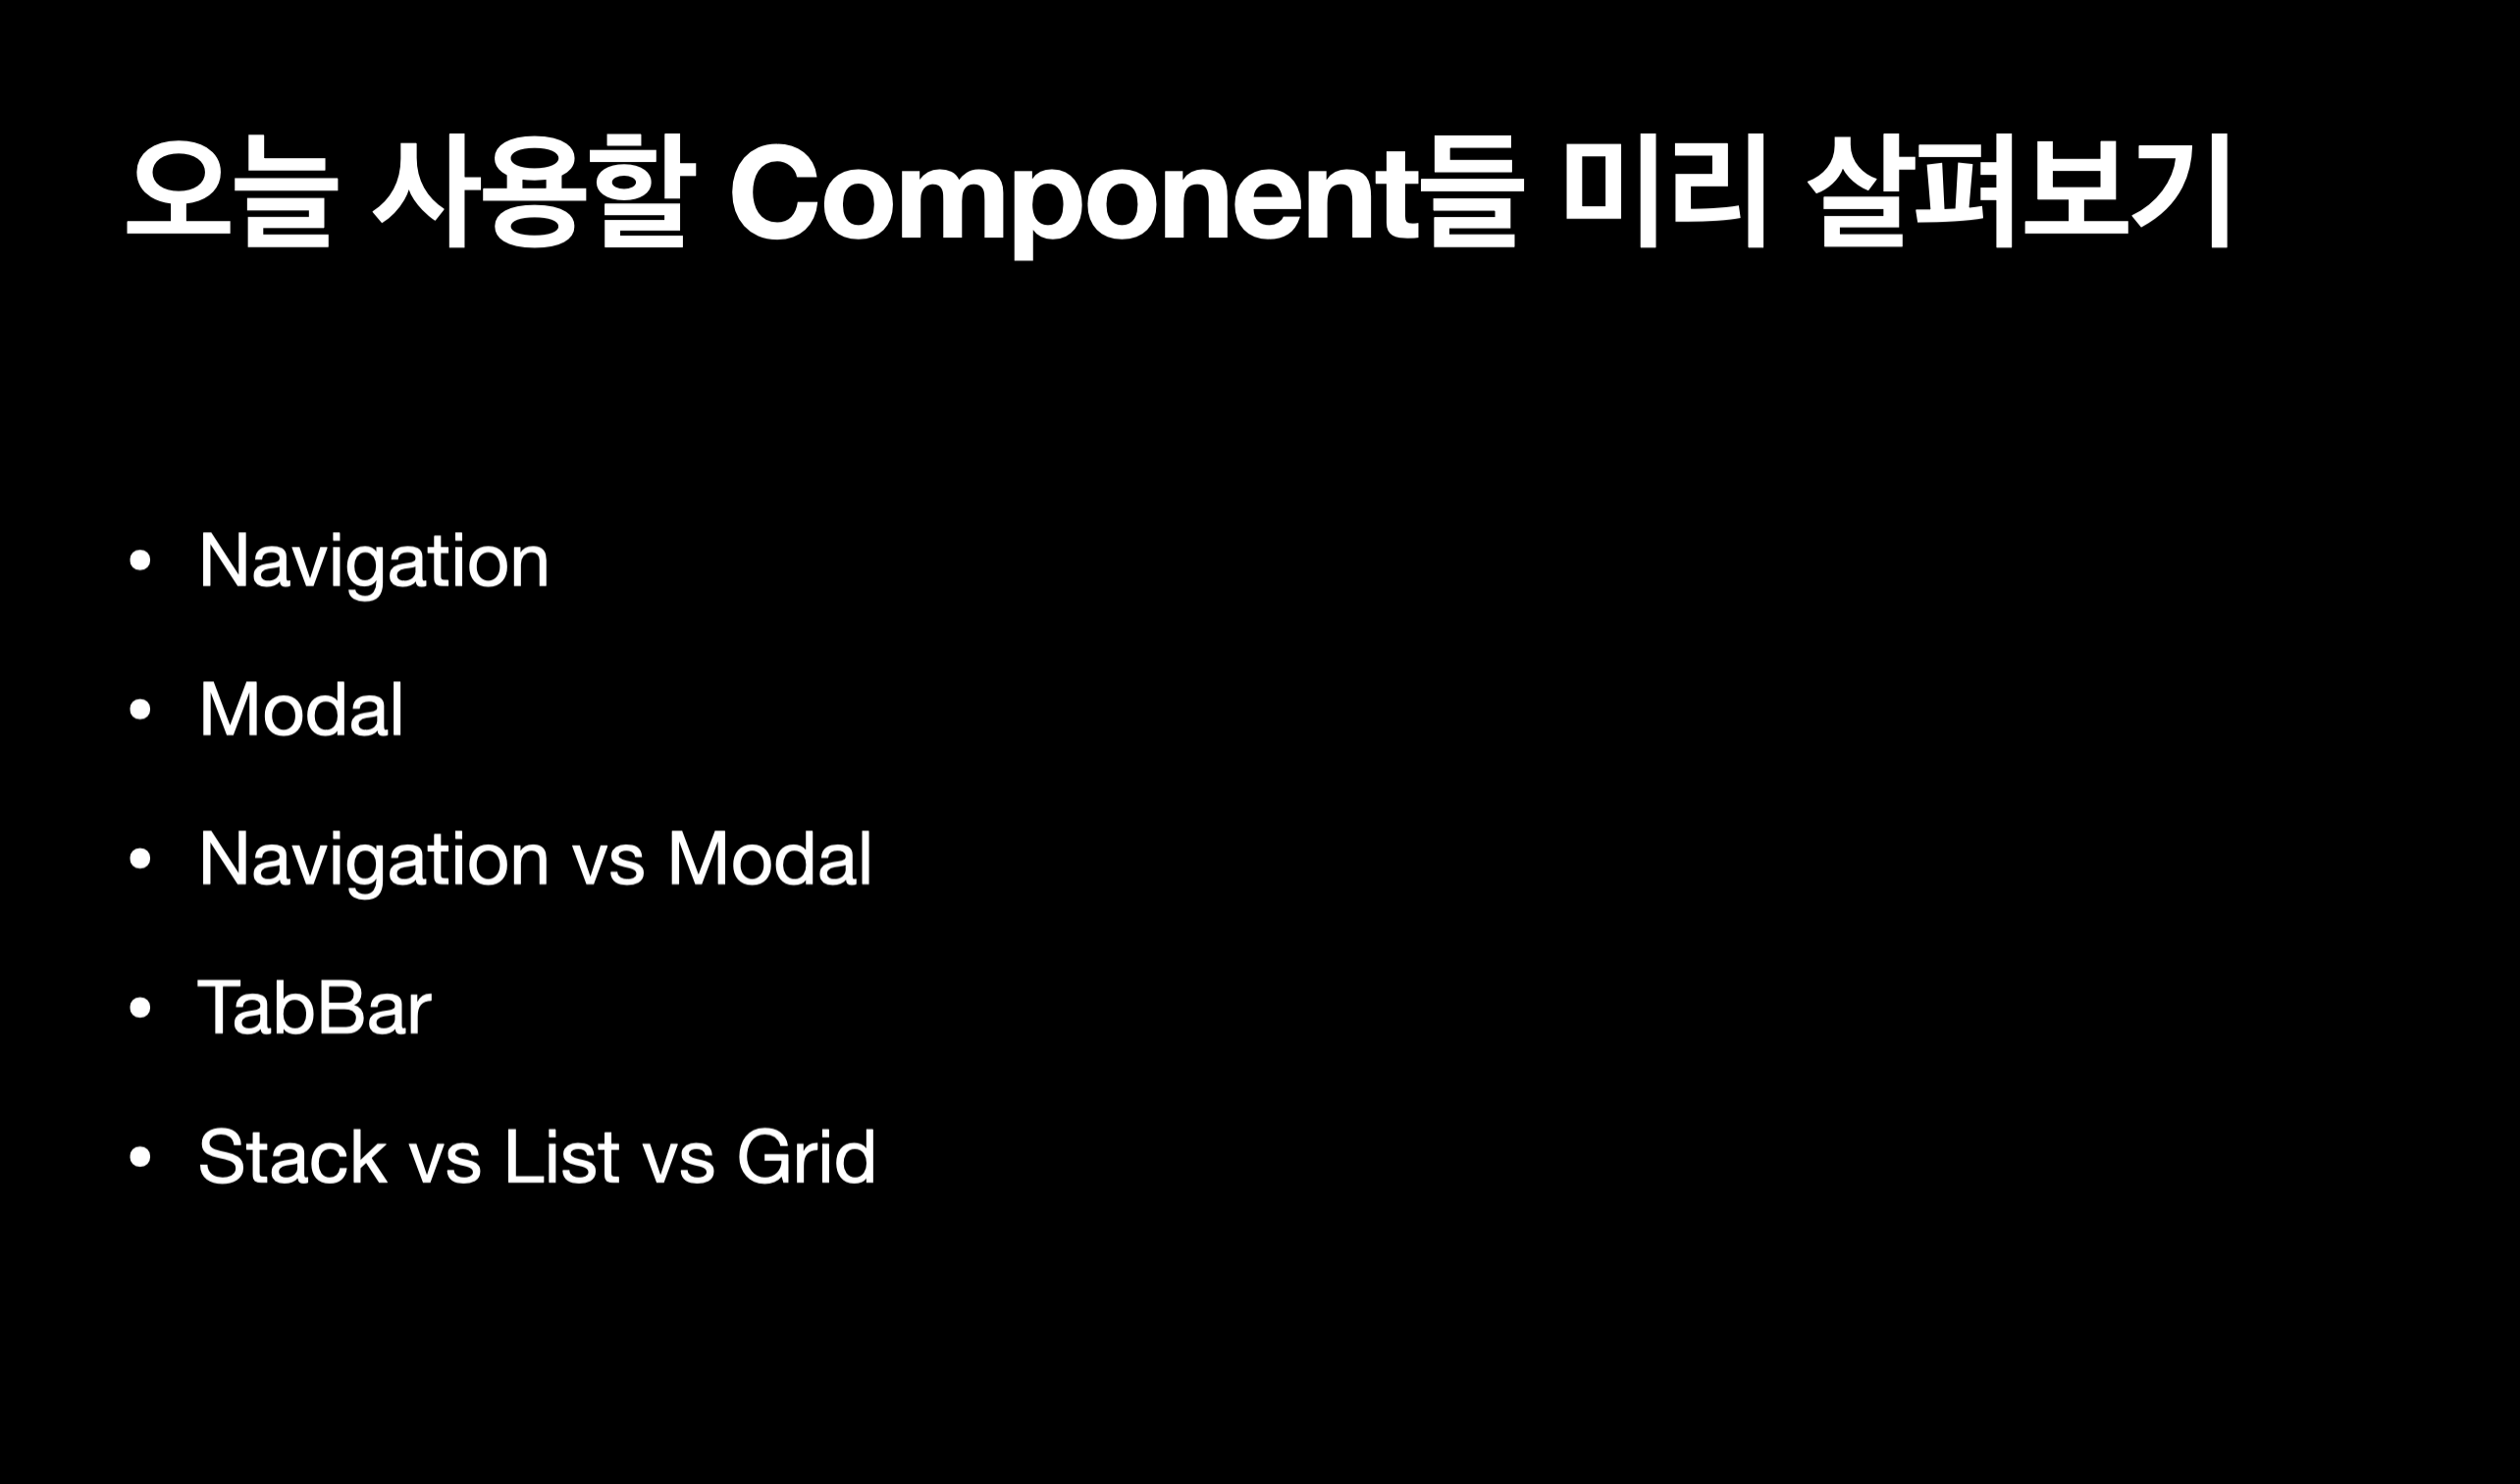 오늘 사용할 Component들 미리 살펴보기
• Navigation
• Modal
• Navigation vs Modal
• TabBar
• Stack vs List vs Grid